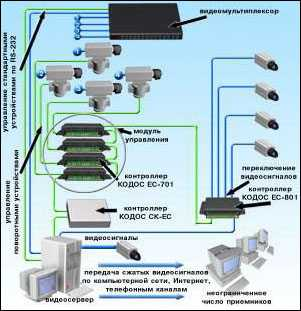 видеомультиплексор
управление стандартными
устройствами по RS-232
модуль
управления
управление
поворотными устройствами
контроллер
КОДОС ЕС-701
переключение
видеосигналов
контроллер
КОДОС ЕС-801
контроллер
КОДОС СК-ЕС
видеосигналы
передача сжатых видеосигналов
по компьютерной сети, Интернет,
телефонным каналам
видеосервер
неограниченное
число приемников